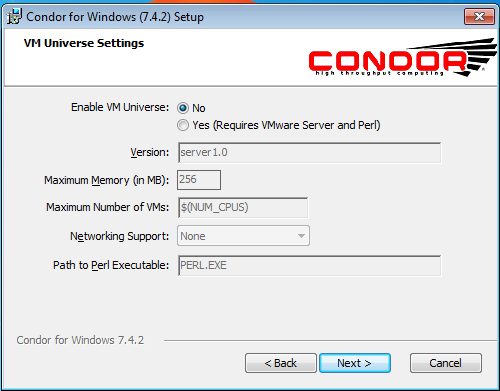 Condor for Windows (7.4.2) Setup
VM Universe Settings
CONDOR
high throughput computing
Enable VM Universe:
No
Yes (Requires VMware Server and Perl)
Version:
server1.0
Maximum Memory (in MB):
256
Maximum Number of VMs:
$(NUM_CPUS)
Networking Support:
None
Path to Perl Executable:
PERL.EXE
Condor for Windows 7.4.2
< Back
Next >
Cancel